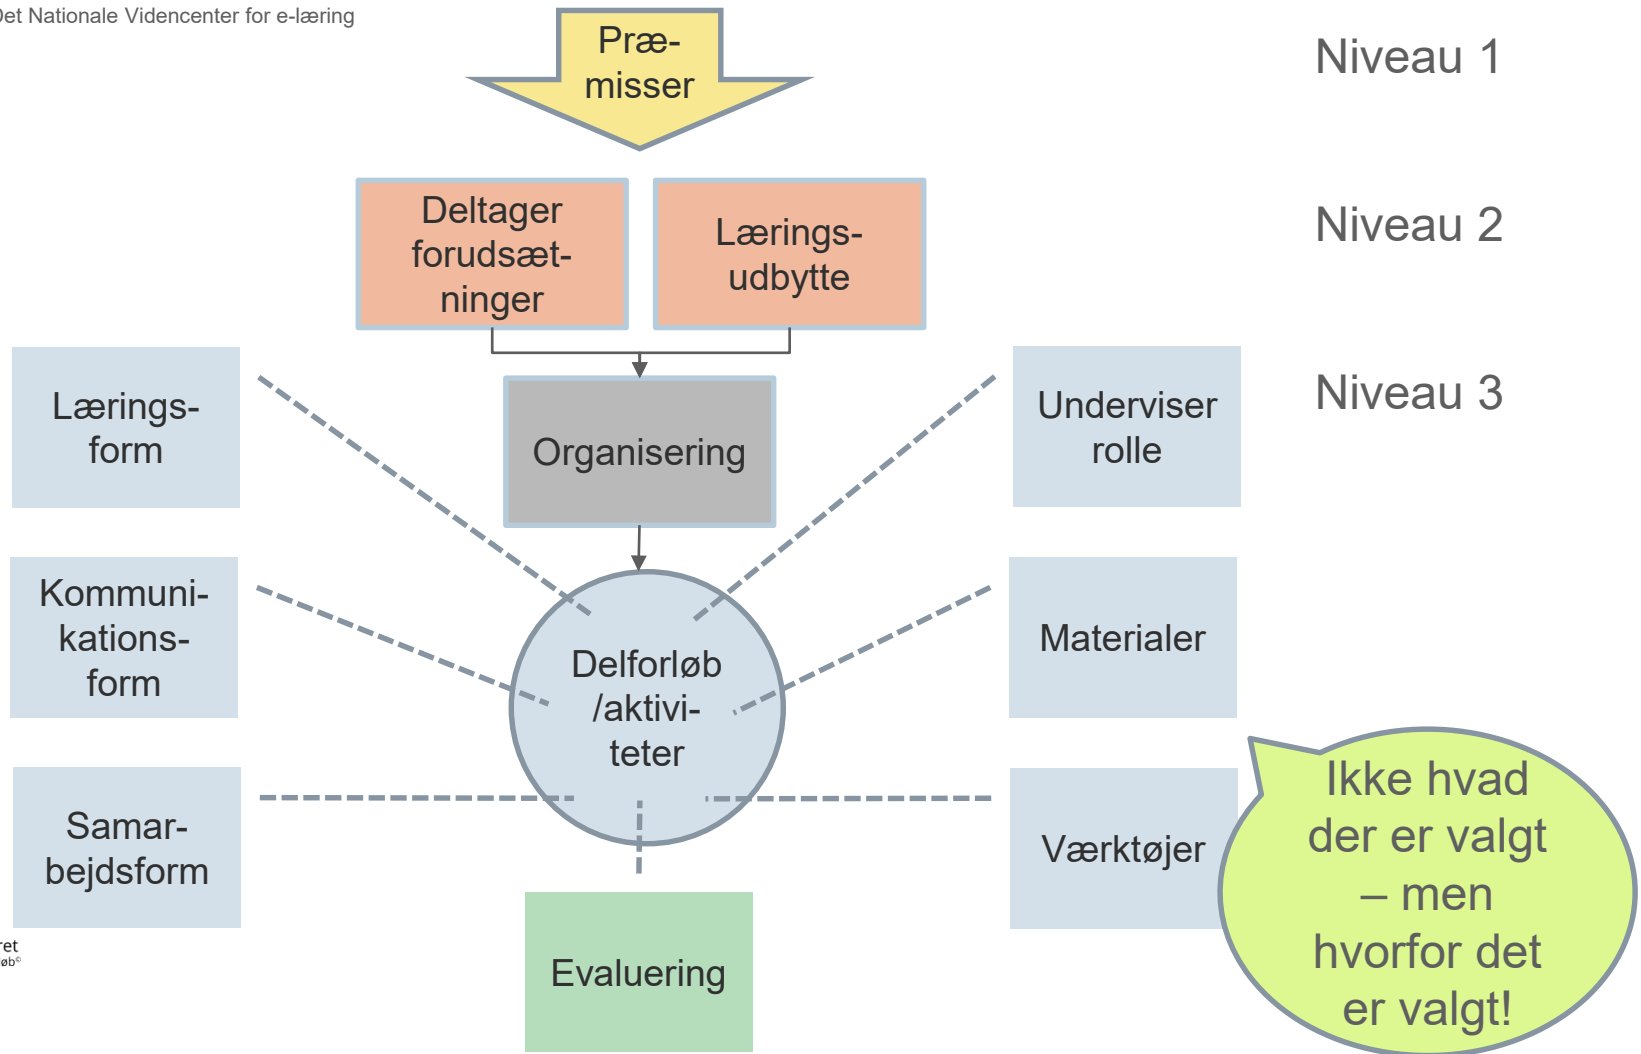 Det Nationale Videncenter for e-læring
Præ-
misser
Niveau 1
Deltager
forudsæt-
ninger
Lærings-
udbytte
Niveau 2
Lærings-
form
Organisering
Underviser
rolle
Niveau 3
Kommuni-
kations-
form
Delforløb
/aktivi-
teter
Materialer
Samar-
bejdsform
Værktøjer
Ikke hvad
der er valgt
– men
hvorfor det
er valgt!
Evaluering